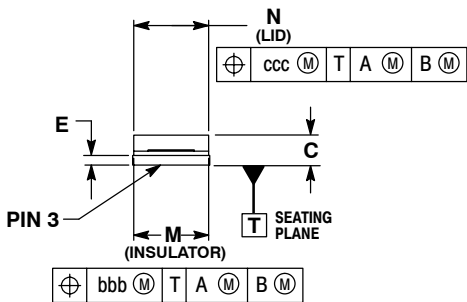 N
(LID)
⌖ ccc Ⓜ T A Ⓜ B Ⓜ
E
C
PIN 3
M
(INSULATOR)
T SEATING
PLANE
⌖ bbb Ⓜ T A Ⓜ B Ⓜ